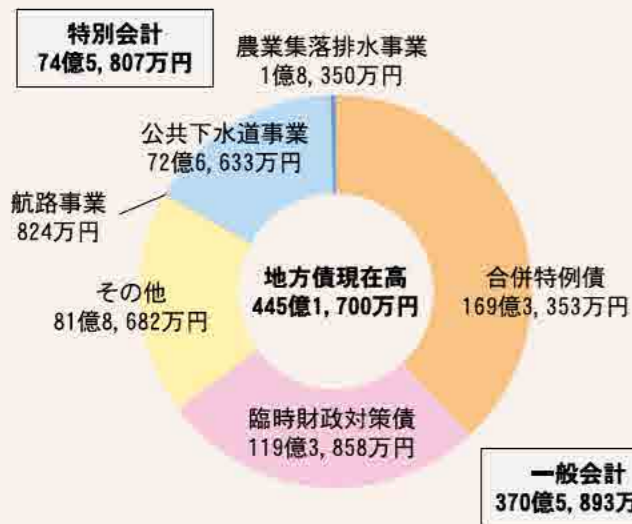 特別会計
74億5,807万円
農業集落排水事業
1億8,350万円
公共下水道事業
72億6,633万円
航路事業
824万円
その他
81億8,682万円
地方債現在高
445億1,700万円
合併特例債
169億3,353万円
臨時財政対策債
119億3,858万円
一般会計
370億5,893万